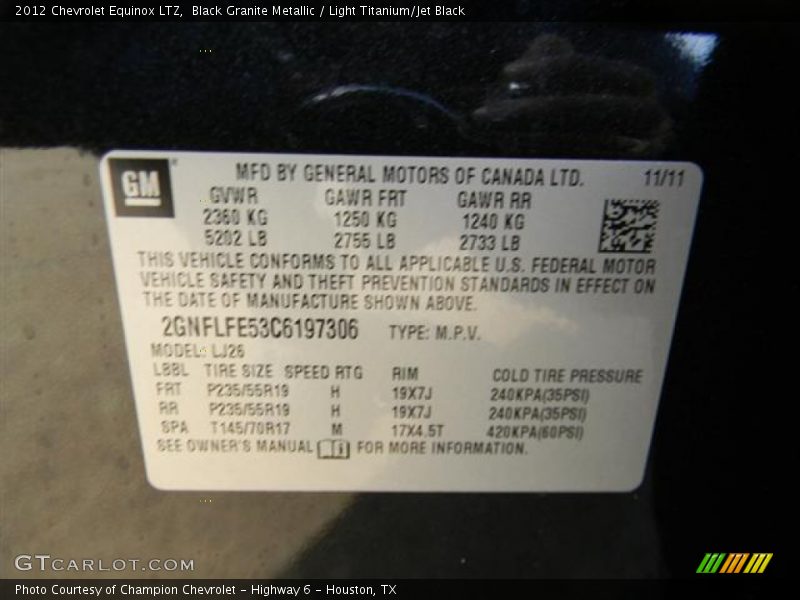 2012 Chevrolet Equinox LTZ,  Black Granite Metallic / Light Titanium/Jet Black
GM
MFD BY GENERAL MOTORS OF CANADA LTD. 11/11
GVWR GAWR FRT GAWR RR
2360 KG 1250 KG 1240 KG
5202 LB 2755 LB 2733 LB
THIS VEHICLE CONFORMS TO ALL APPLICABLE U.S. FEDERAL MOTOR
VEHICLE SAFETY AND THEFT PREVENTION STANDARDS IN EFFECT ON
THE DATE OF MANUFACTURE SHOWN ABOVE.
2GNFLFE53C6197306 TYPE: M.P.V.
MODEL: LJ26
LBBL TIRE SIZE SPEED RTG RIM COLD TIRE PRESSURE
FRT P235/55R19 H 19X7J 240KPA(35PSI)
RR P235/55R19 H 19X7J 240KPA(35PSI)
SPA T145/70R17 M 17X4.5T 420KPA(60PSI)
SEE OWNER'S MANUAL FOR MORE INFORMATION.
GTCARLOT.COM
Photo Courtesy of Champion Chevrolet - Highway 6 - Houston, TX